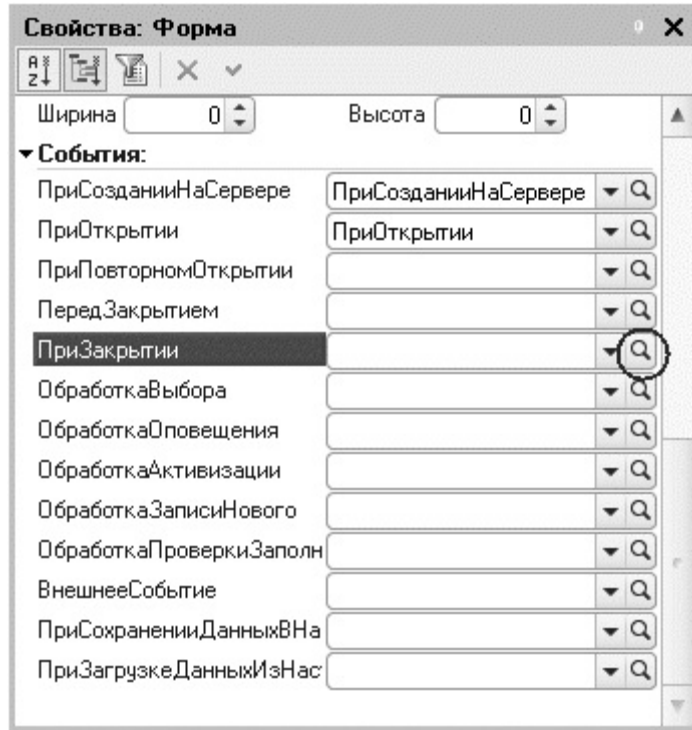 Свойства: Форма
Ширина 0 Высота 0
События:
ПриСозданииНаСервере ПриСозданииНаСервере
ПриОткрытии ПриОткрытии
ПриПовторномОткрытии
ПередЗакрытием
ПриЗакрытии
ОбработкаВыбора
ОбработкаОповещения
ОбработкаАктивизации
ОбработкаЗаписиНового
ОбработкаПроверкиЗаполн
ВнешнееСобытие
ПриСохраненииДанныхВНа
ПриЗагрузкеДанныхИзНас